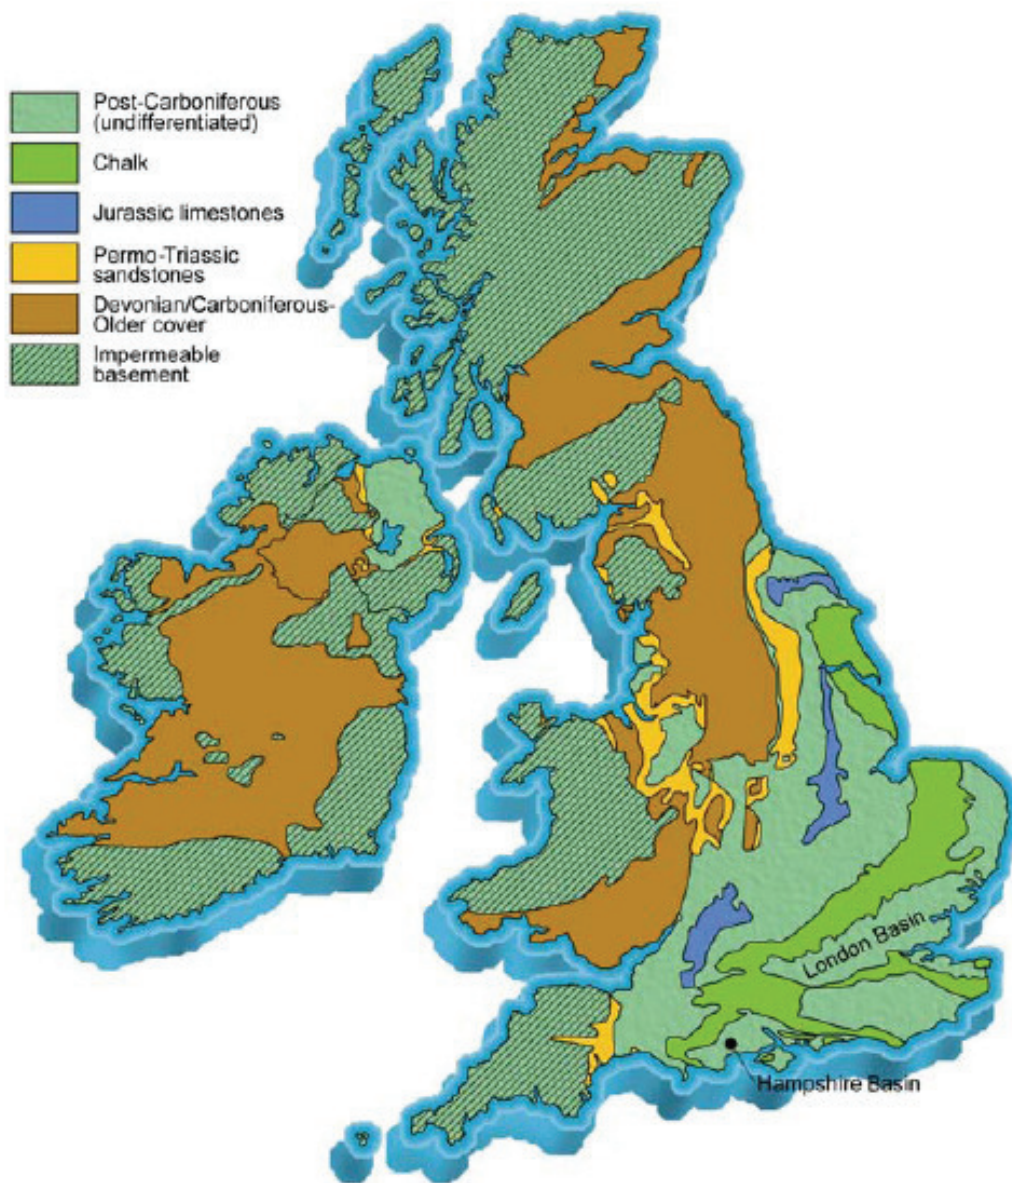 Post-Carboniferous
(undifferentiated)
Chalk
Jurassic limestones
Permo-Triassic
sandstones
Devonian/Carboniferous-
Older cover
Impermeable
basement
London Basin
Hampshire Basin